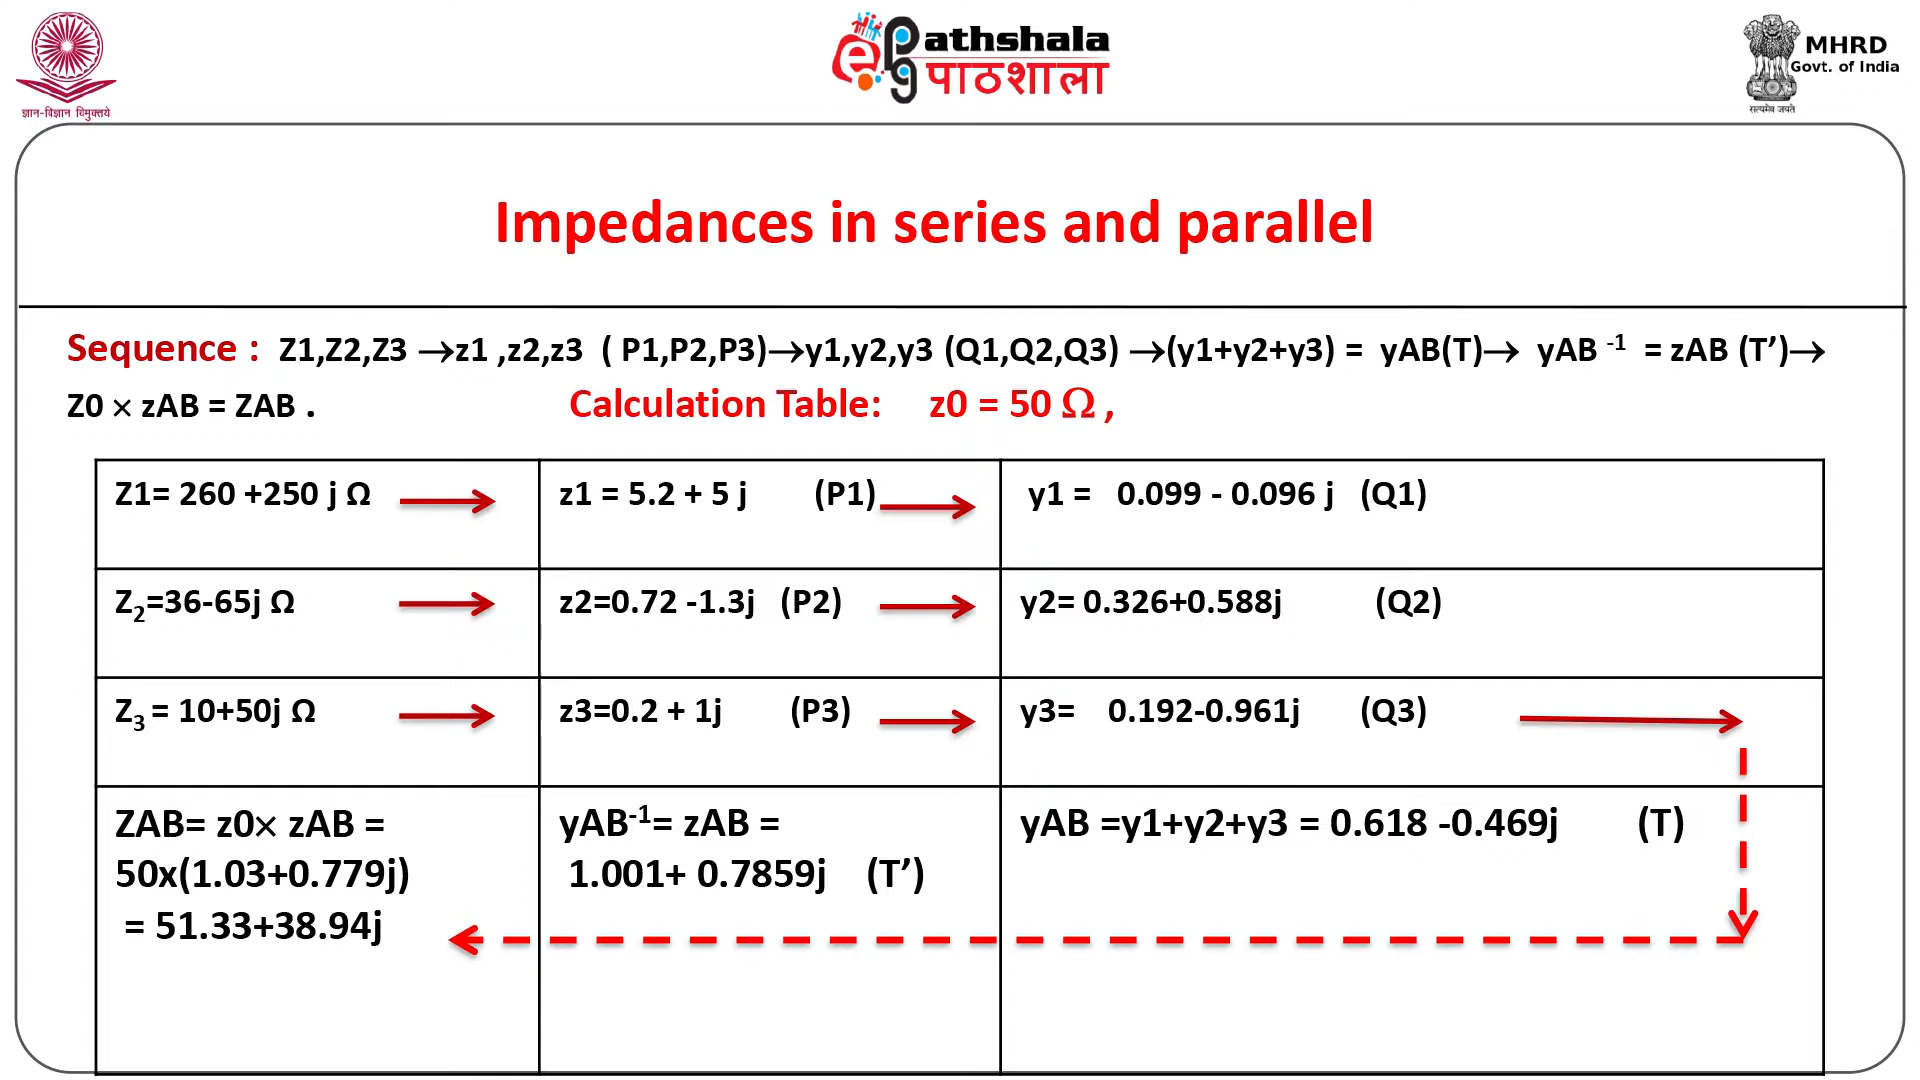 ज्ञान-विज्ञान विमुक्तये
ePathshala
पाठशाला
MHRD
Govt. of India
सत्यमेव जयते
Impedances in series and parallel
Sequence : Z1,Z2,Z3 →z1 ,z2,z3 ( P1,P2,P3)→y1,y2,y3 (Q1,Q2,Q3) →(y1+y2+y3) = yAB(T)→ yAB ⁻¹ = zAB (T’)→
Z0 × zAB = ZAB . Calculation Table: z0 = 50 Ω ,
Z1= 260 +250 j Ω z1 = 5.2 + 5 j (P1) y1 = 0.099 - 0.096 j (Q1)
Z₂=36-65j Ω z2=0.72 -1.3j (P2) y2= 0.326+0.588j (Q2)
Z₃ = 10+50j Ω z3=0.2 + 1j (P3) y3= 0.192-0.961j (Q3)
ZAB= z0× zAB =
50x(1.03+0.779j)
= 51.33+38.94j
yAB⁻¹= zAB =
1.001+ 0.7859j (T’)
yAB =y1+y2+y3 = 0.618 -0.469j (T)